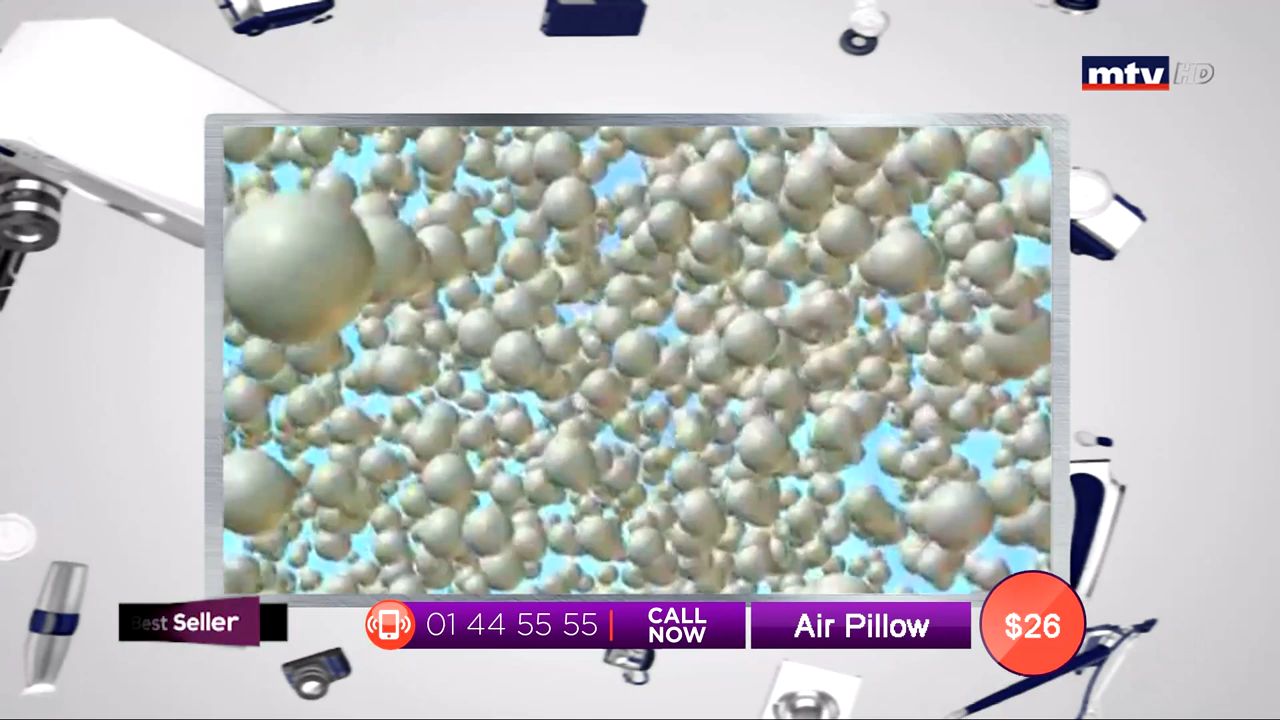 mtv HD
Best Seller
01 44 55 55
CALL
NOW
Air Pillow
$26